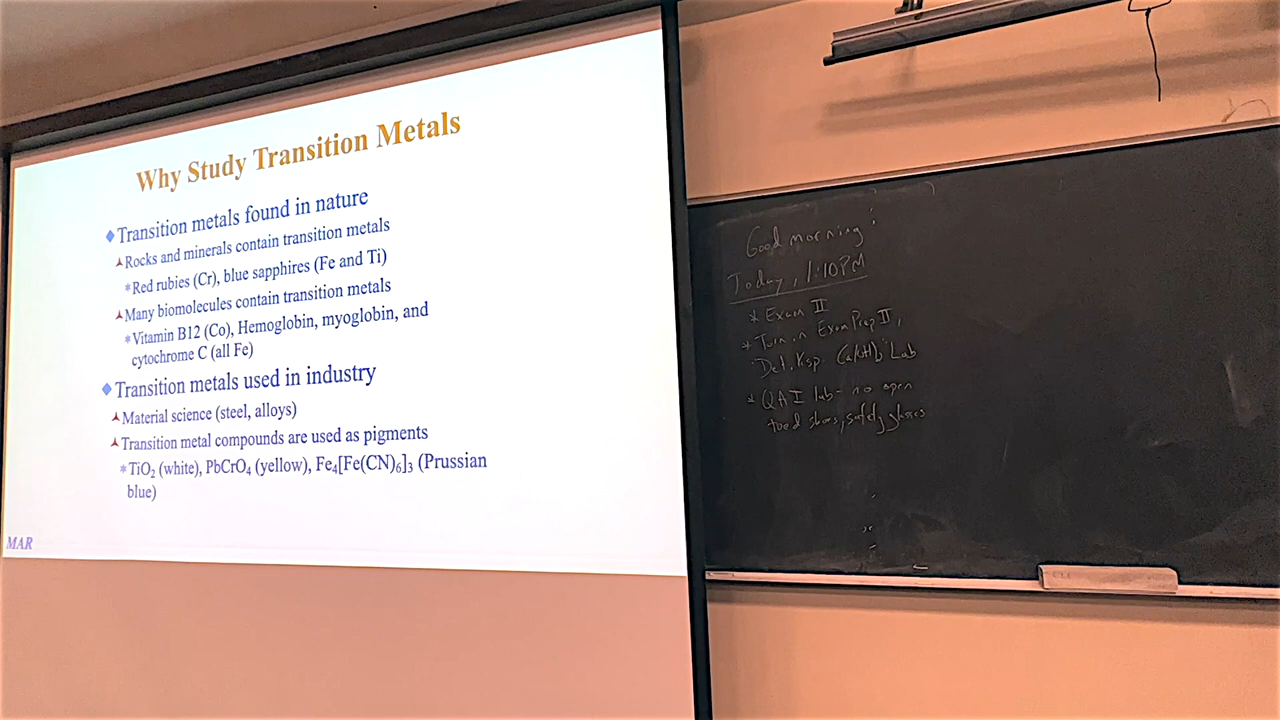 Why Study Transition Metals
Transition metals found in nature
Rocks and minerals contain transition metals
*Red rubies (Cr), blue sapphires (Fe and Ti)
Many biomolecules contain transition metals
*Vitamin B12 (Co), Hemoglobin, myoglobin, and
cytochrome C (all Fe)
Transition metals used in industry
Material science (steel, alloys)
Transition metal compounds are used as pigments
*TiO₂ (white), PbCrO₄ (yellow), Fe₄[Fe(CN)₆]₃ (Prussian
blue)
MAR
Good morning!
Today, 1:10PM
* Exam II
* Turn in Exam Prep II,
Det. Ksp. Ca(OH)₂ Lab
* QA I lab - no open
toed shoes, safety glasses